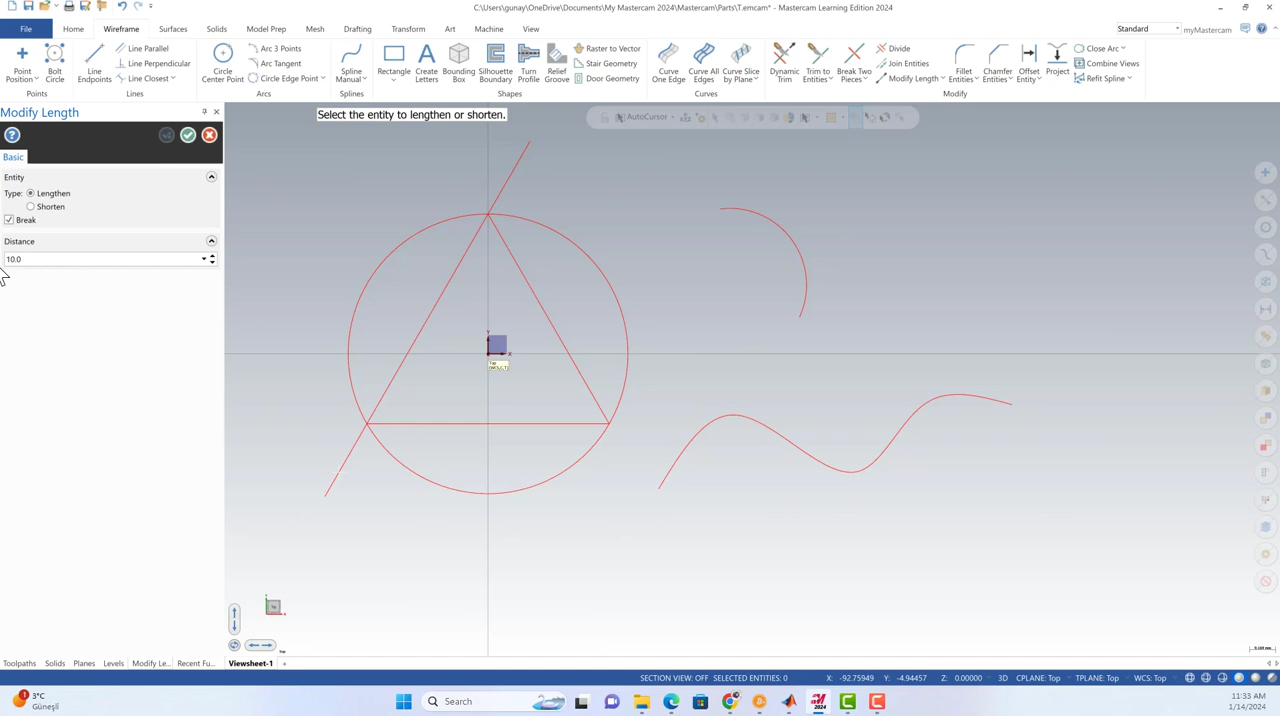 C:\Users\gunay\OneDrive\Documents\My Mastercam 2024\Mastercam\Parts\T.emcam* - Mastercam Learning Edition 2024
File Home Wireframe Surfaces Solids Model Prep Mesh Drafting Transform Art Machine View
Standard myMastercam
Point Position Bolt Circle
Points
Line Endpoints Line Parallel Line Perpendicular Line Closest
Lines
Circle Center Point Arc 3 Points Arc Tangent Circle Edge Point
Arcs
Spline Manual
Splines
Rectangle Create Letters Bounding Box Silhouette Boundary Turn Profile Relief Groove Raster to Vector Stair Geometry Door Geometry
Shapes
Curve One Edge Curve All Edges Curve Slice by Plane
Curves
Dynamic Trim Trim to Entities Break Two Pieces Divide Join Entities Modify Length Fillet Entities Chamfer Entities Offset Entity Project Close Arc Combine Views Refit Spline
Modify
Modify Length
Select the entity to lengthen or shorten.
AutoCursor
Basic
Entity
Type: Lengthen
Shorten
Break
Distance
10.0
Y
X
Top
Top
Toolpaths Solids Planes Levels Modify Le... Recent Fu... Viewsheet-1 +
SECTION VIEW: OFF SELECTED ENTITIES: 0 X: -92.75949 Y: -4.94457 Z: 0.00000 3D CPLANE: Top TPLANE: Top WCS: Top
1
3°C
Güneşli
Search
2024
11:33 AM
1/14/2024